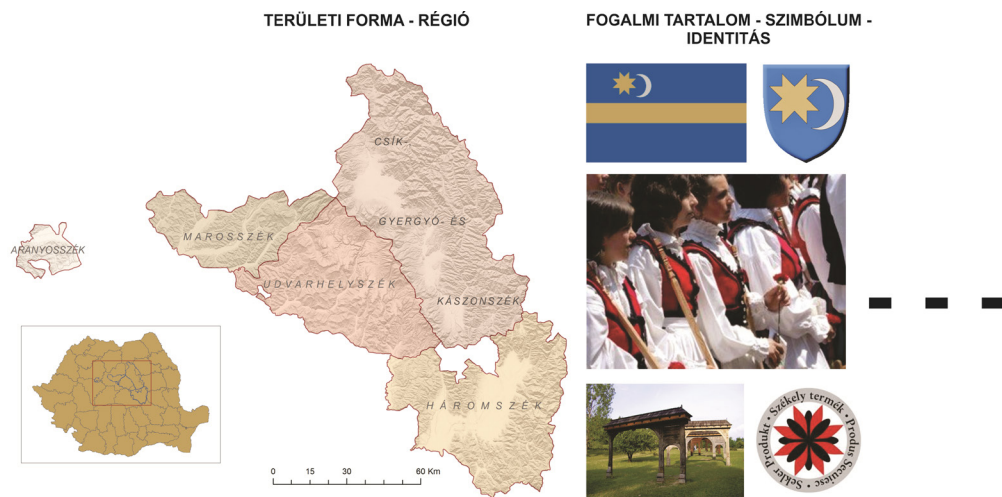 TERÜLETI FORMA - RÉGIÓ
FOGALMI TARTALOM - SZIMBÓLUM -
IDENTITÁS
CSÍK-,
GYERGYÓ- ÉS
KÁSZONSZÉK
MAROSSZÉK
ARANYOSSZÉK
UDVARHELYSZÉK
HÁROMSZÉK
0 15 30 60 Km
Székely termék • Produs Secuiesc • Sekler Produkt •